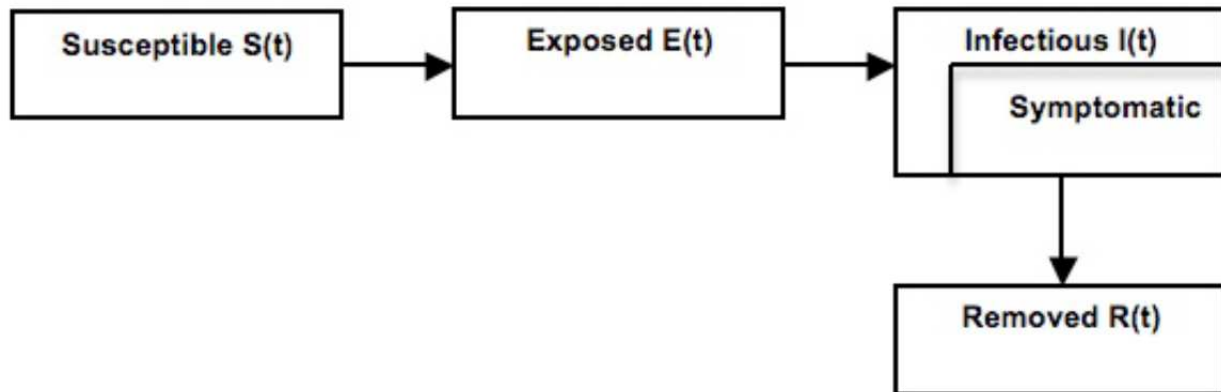 Susceptible S(t)
Exposed E(t)
Infectious I(t)
Symptomatic
Removed R(t)